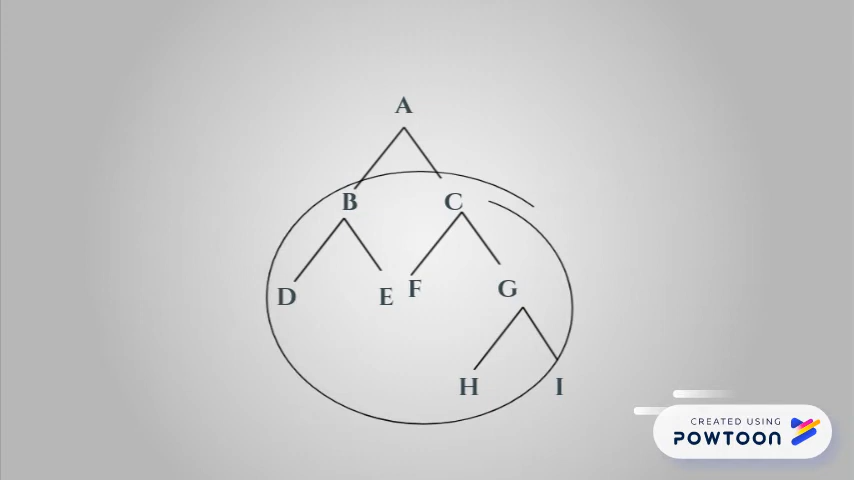 A
B C
D E F G
H I
CREATED USING
POWTOON